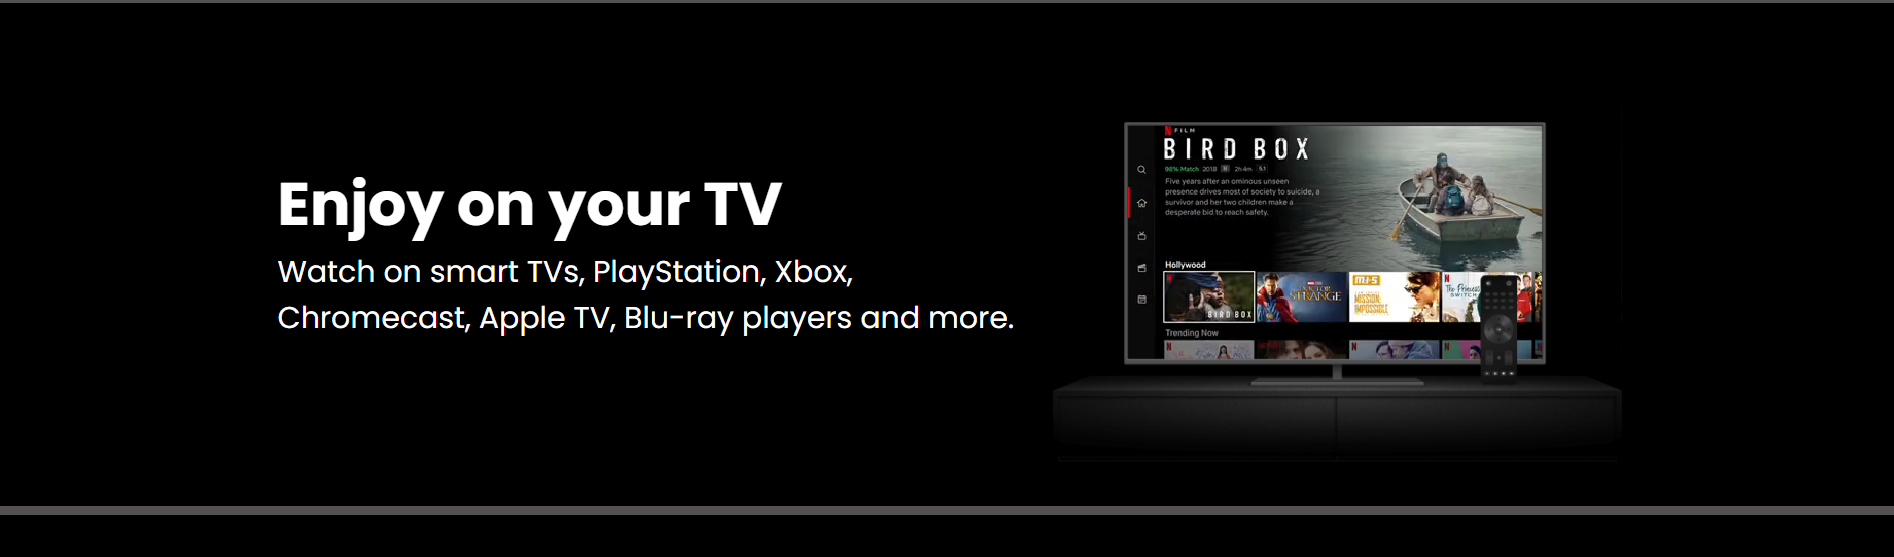 Enjoy on your TV
Watch on smart TVs, PlayStation, Xbox,
Chromecast, Apple TV, Blu-ray players and more.
N FILM
BIRD BOX
98% Match 2018 2h 4m 5.1
Five years after an ominous unseen
presence drives most of society to suicide, a
survivor and her two children make a
desperate bid to reach safety.
Hollywood
BIRD BOX
DOCTOR STRANGE
M:I-5
MISSION: IMPOSSIBLE
The Princess
SWITCH
Trending Now